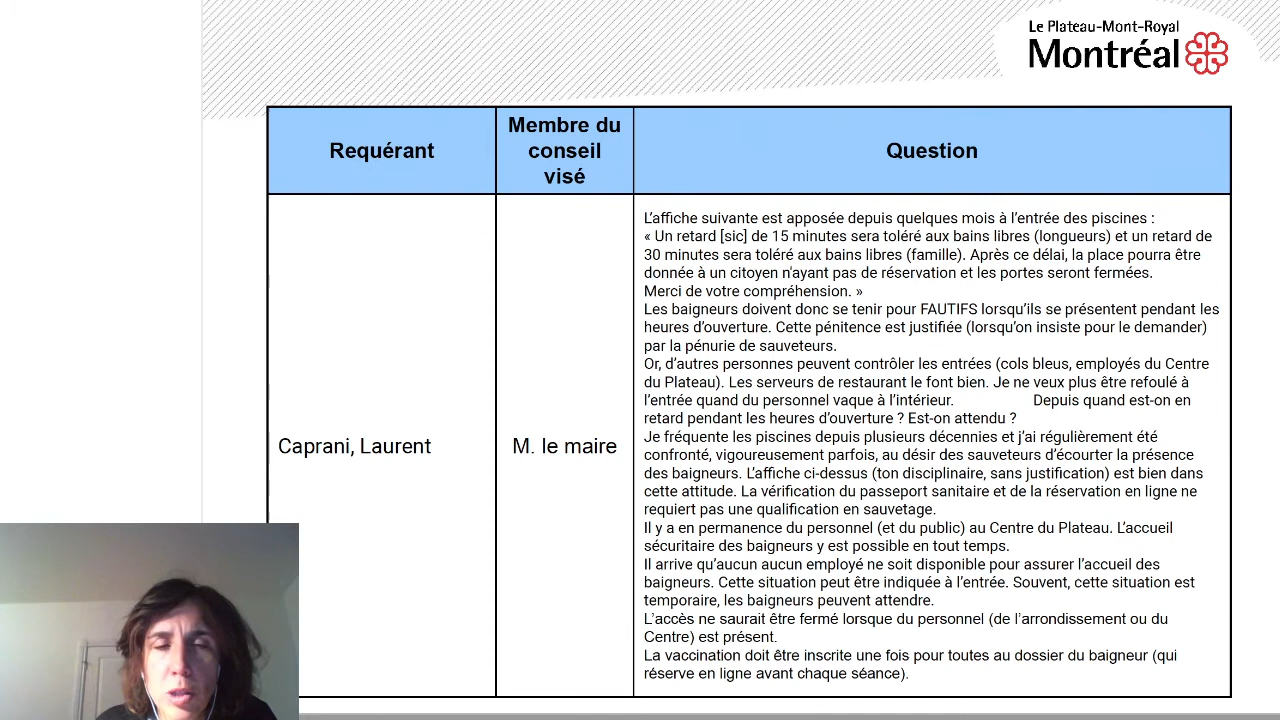 Le Plateau-Mont-Royal
Montréal
Requérant
Membre du
conseil
visé
Question
Caprani, Laurent
M. le maire
L'affiche suivante est apposée depuis quelques mois à l'entrée des piscines :
« Un retard [sic] de 15 minutes sera toléré aux bains libres (longueurs) et un retard de
30 minutes sera toléré aux bains libres (famille). Après ce délai, la place pourra être
donnée à un citoyen n'ayant pas de réservation et les portes seront fermées.
Merci de votre compréhension. »
Les baigneurs doivent donc se tenir pour FAUTIFS lorsqu'ils se présentent pendant les
heures d'ouverture. Cette pénitence est justifiée (lorsqu'on insiste pour le demander)
par la pénurie de sauveteurs.
Or, d'autres personnes peuvent contrôler les entrées (cols bleus, employés du Centre
du Plateau). Les serveurs de restaurant le font bien. Je ne veux plus être refoulé à
l'entrée quand du personnel vaque à l'intérieur. Depuis quand est-on en
retard pendant les heures d'ouverture ? Est-on attendu ?
Je fréquente les piscines depuis plusieurs décennies et j'ai régulièrement été
confronté, vigoureusement parfois, au désir des sauveteurs d'écourter la présence
des baigneurs. L'affiche ci-dessus (ton disciplinaire, sans justification) est bien dans
cette attitude. La vérification du passeport sanitaire et de la réservation en ligne ne
requiert pas une qualification en sauvetage.
Il y a en permanence du personnel (et du public) au Centre du Plateau. L'accueil
sécuritaire des baigneurs y est possible en tout temps.
Il arrive qu'aucun aucun employé ne soit disponible pour assurer l'accueil des
baigneurs. Cette situation peut être indiquée à l'entrée. Souvent, cette situation est
temporaire, les baigneurs peuvent attendre.
L'accès ne saurait être fermé lorsque du personnel (de l'arrondissement ou du
Centre) est présent.
La vaccination doit être inscrite une fois pour toutes au dossier du baigneur (qui
réserve en ligne avant chaque séance).